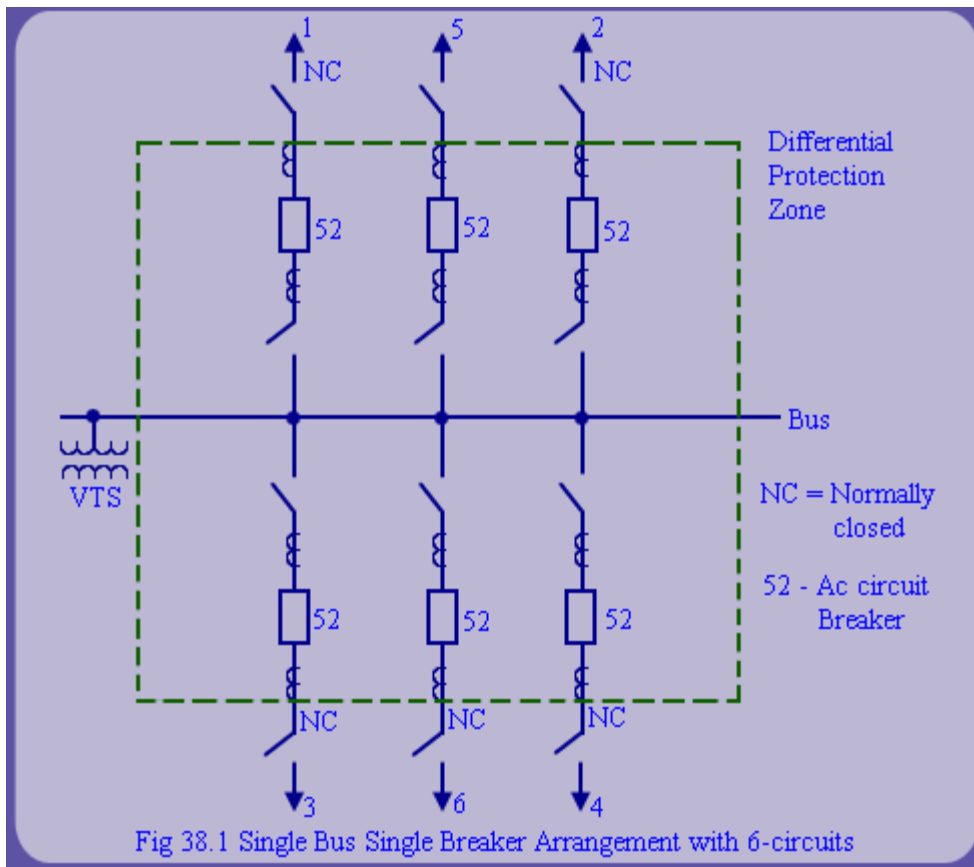 1
5
2
NC
NC
Differential
Protection
Zone
52
52
52
Bus
VTS
NC = Normally
closed
52 - Ac circuit
Breaker
52
52
52
NC
NC
NC
3
6
4
Fig 38.1 Single Bus Single Breaker Arrangement with 6-circuits